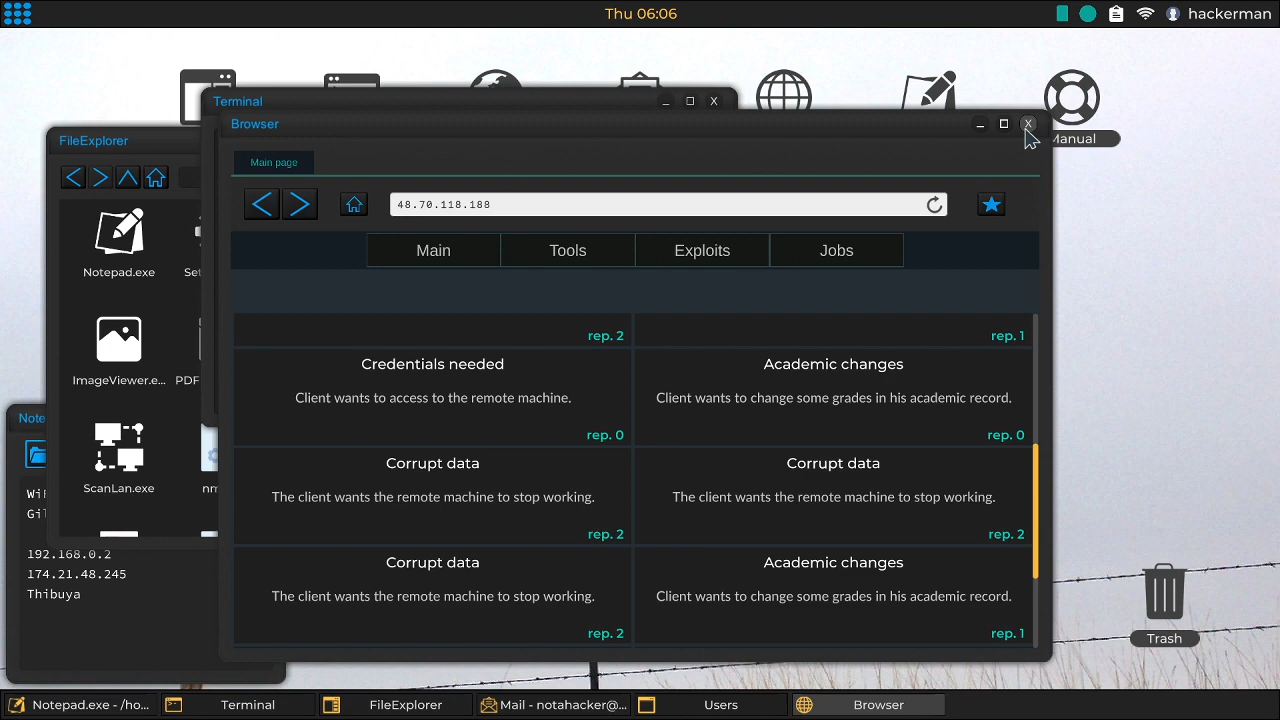 Thu 06:06
hackerman
Terminal
Browser
FileExplorer
Manual
Main page
48.70.118.188
Main
Tools
Exploits
Jobs
rep. 2
rep. 1
Credentials needed
Client wants to access to the remote machine.
rep. 0
Academic changes
Client wants to change some grades in his academic record.
rep. 0
Corrupt data
The client wants the remote machine to stop working.
rep. 2
Corrupt data
The client wants the remote machine to stop working.
rep. 2
Corrupt data
The client wants the remote machine to stop working.
rep. 2
Academic changes
Client wants to change some grades in his academic record.
rep. 1
Notepad.exe
Set
ImageViewer.e...
PDF
ScanLan.exe
nm
Note
WiF
Gil
192.168.0.2
174.21.48.245
Thibuya
Trash
Notepad.exe - /ho...
Terminal
FileExplorer
Mail - notahacker@...
Users
Browser